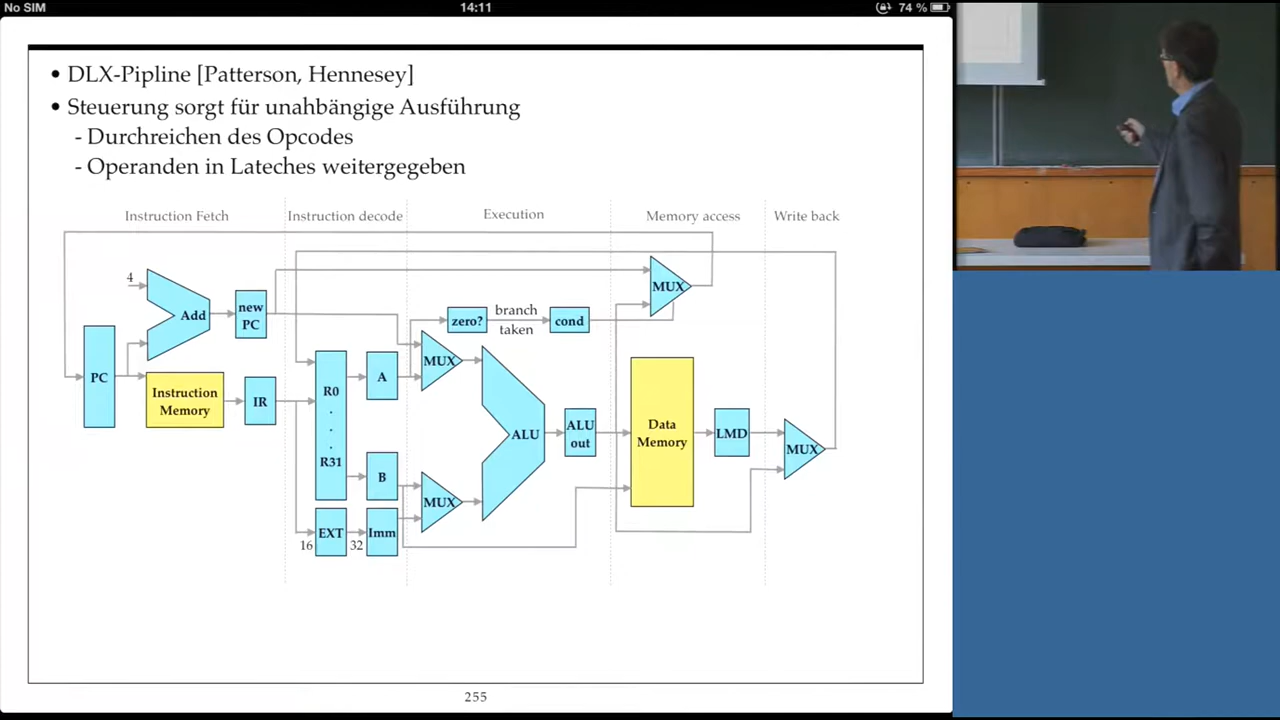 No SIM 14:11 74 %
• DLX-Pipline [Patterson, Hennesey]
• Steuerung sorgt für unahbängige Ausführung
- Durchreichen des Opcodes
- Operanden in Lateches weitergegeben
Instruction Fetch Instruction decode Execution Memory access Write back
4
Add
new
PC
MUX
zero?
branch
taken
cond
PC
Instruction
Memory
IR
R0
.
.
.
R31
A
MUX
B
MUX
ALU
ALU
out
Data
Memory
LMD
MUX
16
EXT
32
Imm
255